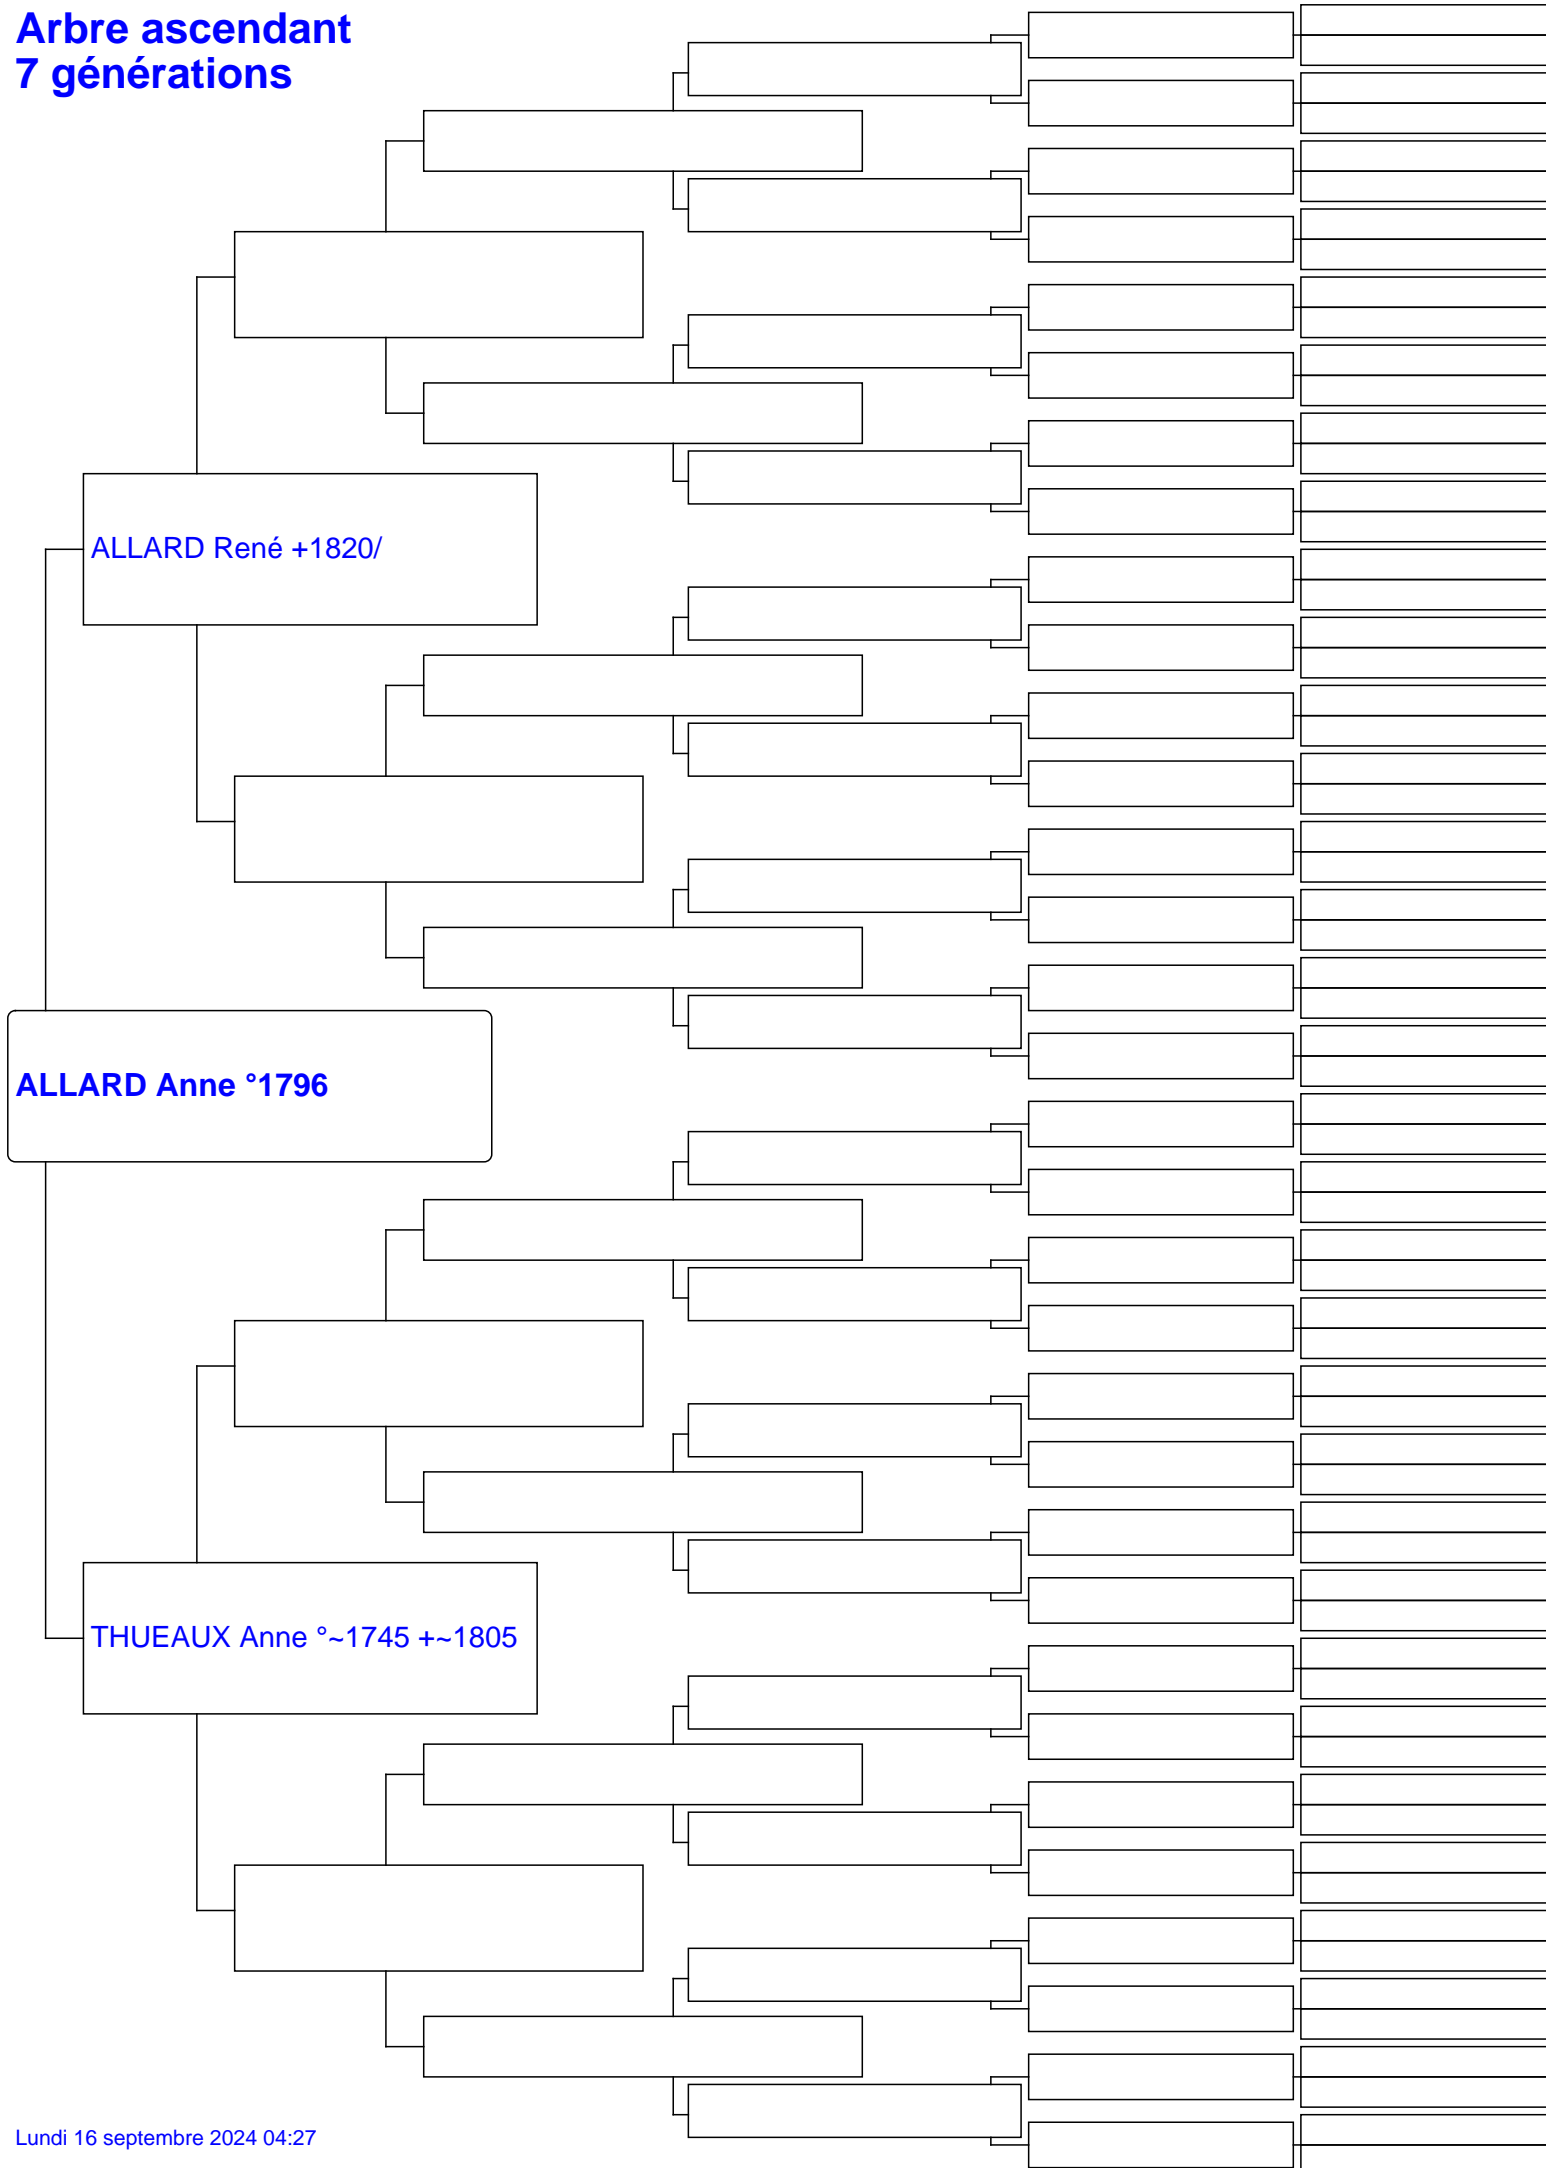 Arbre ascendant
7 générations
ALLARD René +1820/
ALLARD Anne °1796
THUEAUX Anne °~1745 +~1805
Lundi 16 septembre 2024 04:27